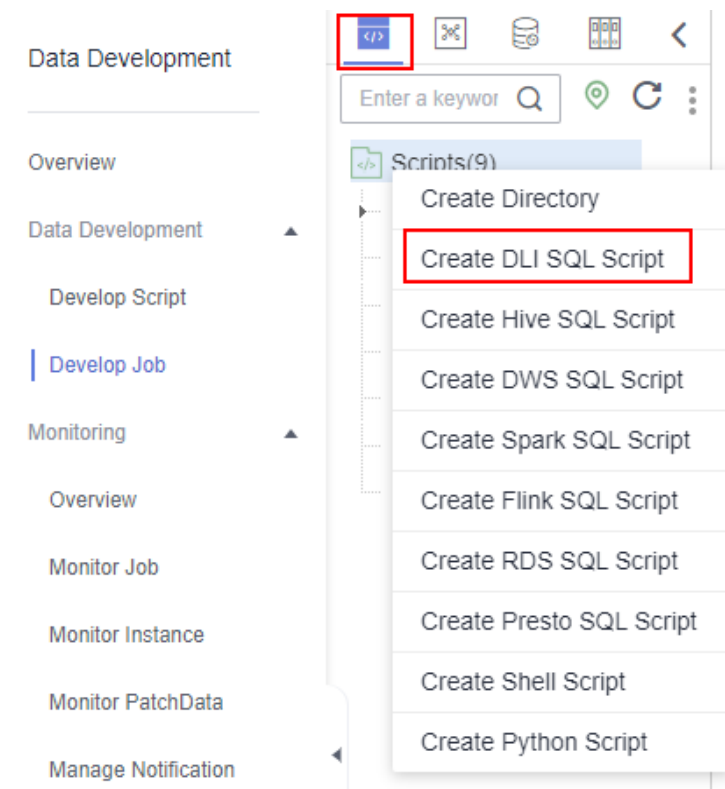 Data Development
Overview
Data Development
Develop Script
Develop Job
Monitoring
Overview
Monitor Job
Monitor Instance
Monitor PatchData
Manage Notification
</>
Enter a keywor
</> Scripts(9)
Create Directory
Create DLI SQL Script
Create Hive SQL Script
Create DWS SQL Script
Create Spark SQL Script
Create Flink SQL Script
Create RDS SQL Script
Create Presto SQL Script
Create Shell Script
Create Python Script